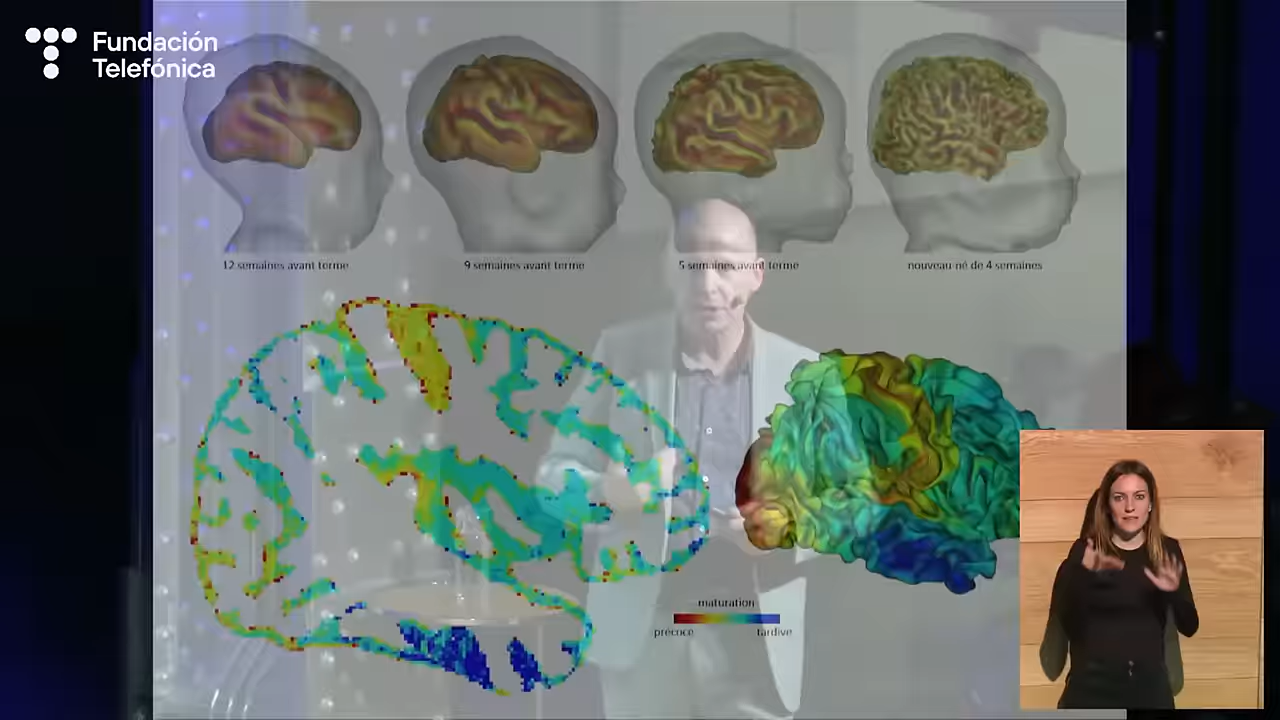 Fundación
Telefónica
12 semaines avant terme
9 semaines avant terme
5 semaines avant terme
nouveau-né de 4 semaines
maturation
précoce
tardive